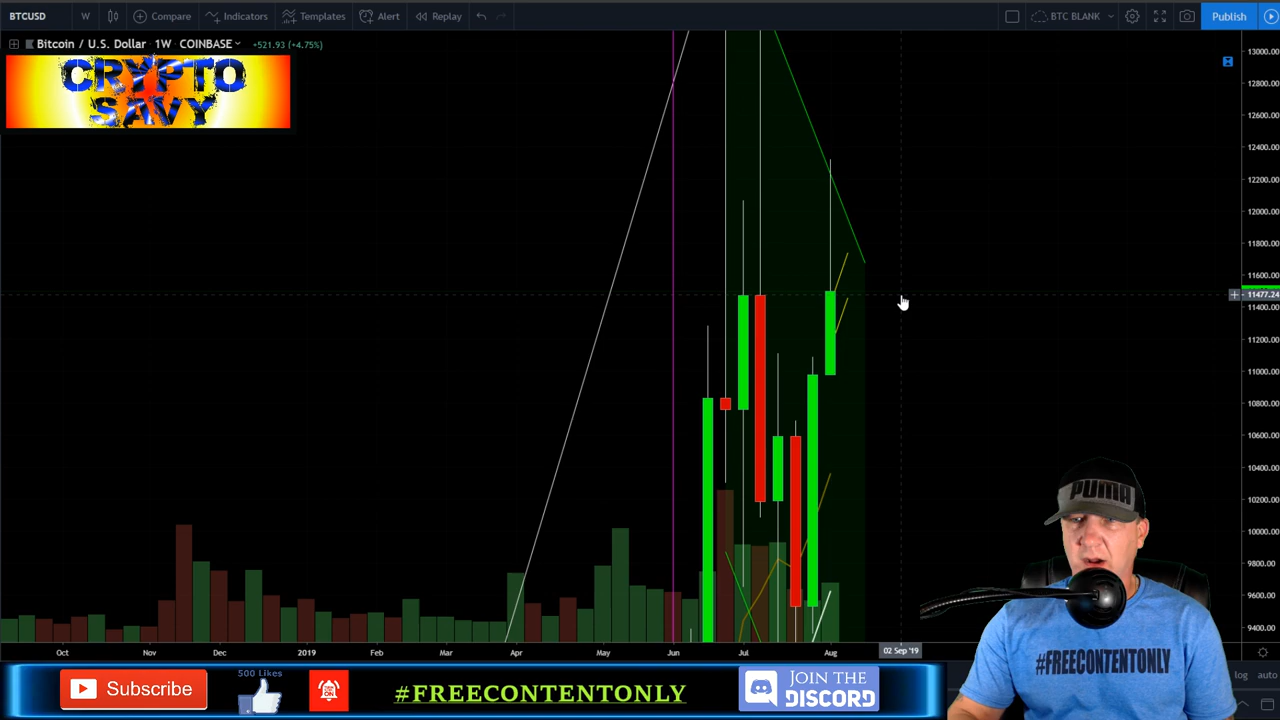 BTCUSD W Compare Indicators Templates Alert Replay BTC BLANK Publish
Bitcoin / U.S. Dollar · 1W · COINBASE +521.93 (+4.75%)
CRYPTO
SAVY
13000.00
12800.00
12600.00
12400.00
12200.00
12000.00
11800.00
11600.00
11477.24
11400.00
11200.00
11000.00
10800.00
10600.00
10400.00
10200.00
10000.00
9800.00
9600.00
9400.00
PUMA
#FREECONTENTONLY
Oct Nov Dec 2019 Feb Mar Apr May Jun Jul Aug 02 Sep '19
log auto
Subscribe
500 Likes
#FREECONTENTONLY
JOIN THE
DISCORD